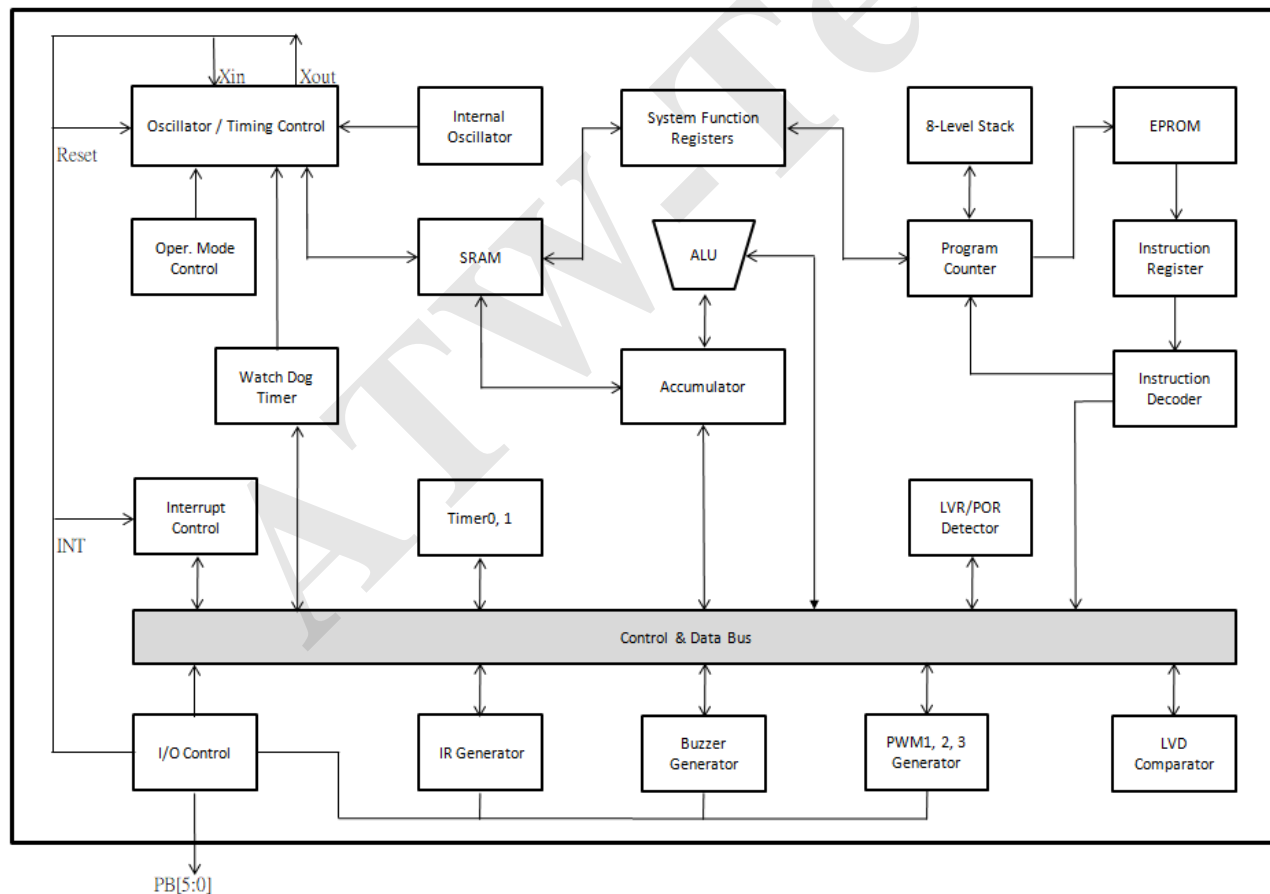 Xin
Xout
Oscillator / Timing Control
Internal
Oscillator
System Function
Registers
8-Level Stack
EPROM
Reset
Oper. Mode
Control
SRAM
ALU
Program
Counter
Instruction
Register
Watch Dog
Timer
Accumulator
Instruction
Decoder
Interrupt
Control
Timer0, 1
LVR/POR
Detector
INT
Control & Data Bus
I/O Control
IR Generator
Buzzer
Generator
PWM1, 2, 3
Generator
LVD
Comparator
PB[5:0]
ATW-Te